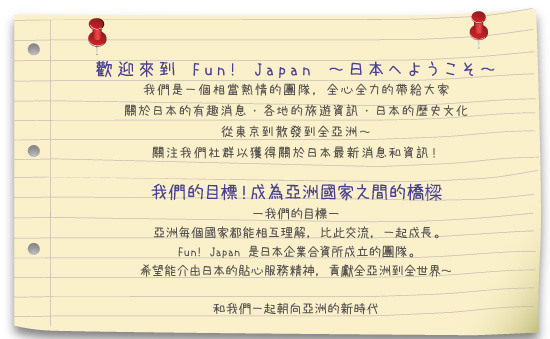 歡迎來到 Fun! Japan ～日本へようこそ～
我們是一個相當熱情的團隊，全心全力的帶給大家
關於日本的有趣消息．各地的旅遊資訊．日本的歷史文化
從東京到散發到全亞洲～
關注我們社群以獲得關於日本最新消息和資訊！
我們的目標！成為亞洲國家之間的橋樑
－我們的目標－
亞洲每個國家都能相互理解，比此交流，一起成長。
Fun! Japan 是日本企業合資所成立的團隊。
希望能介由日本的貼心服務精神，貢獻全亞洲到全世界～
和我們一起朝向亞洲的新時代